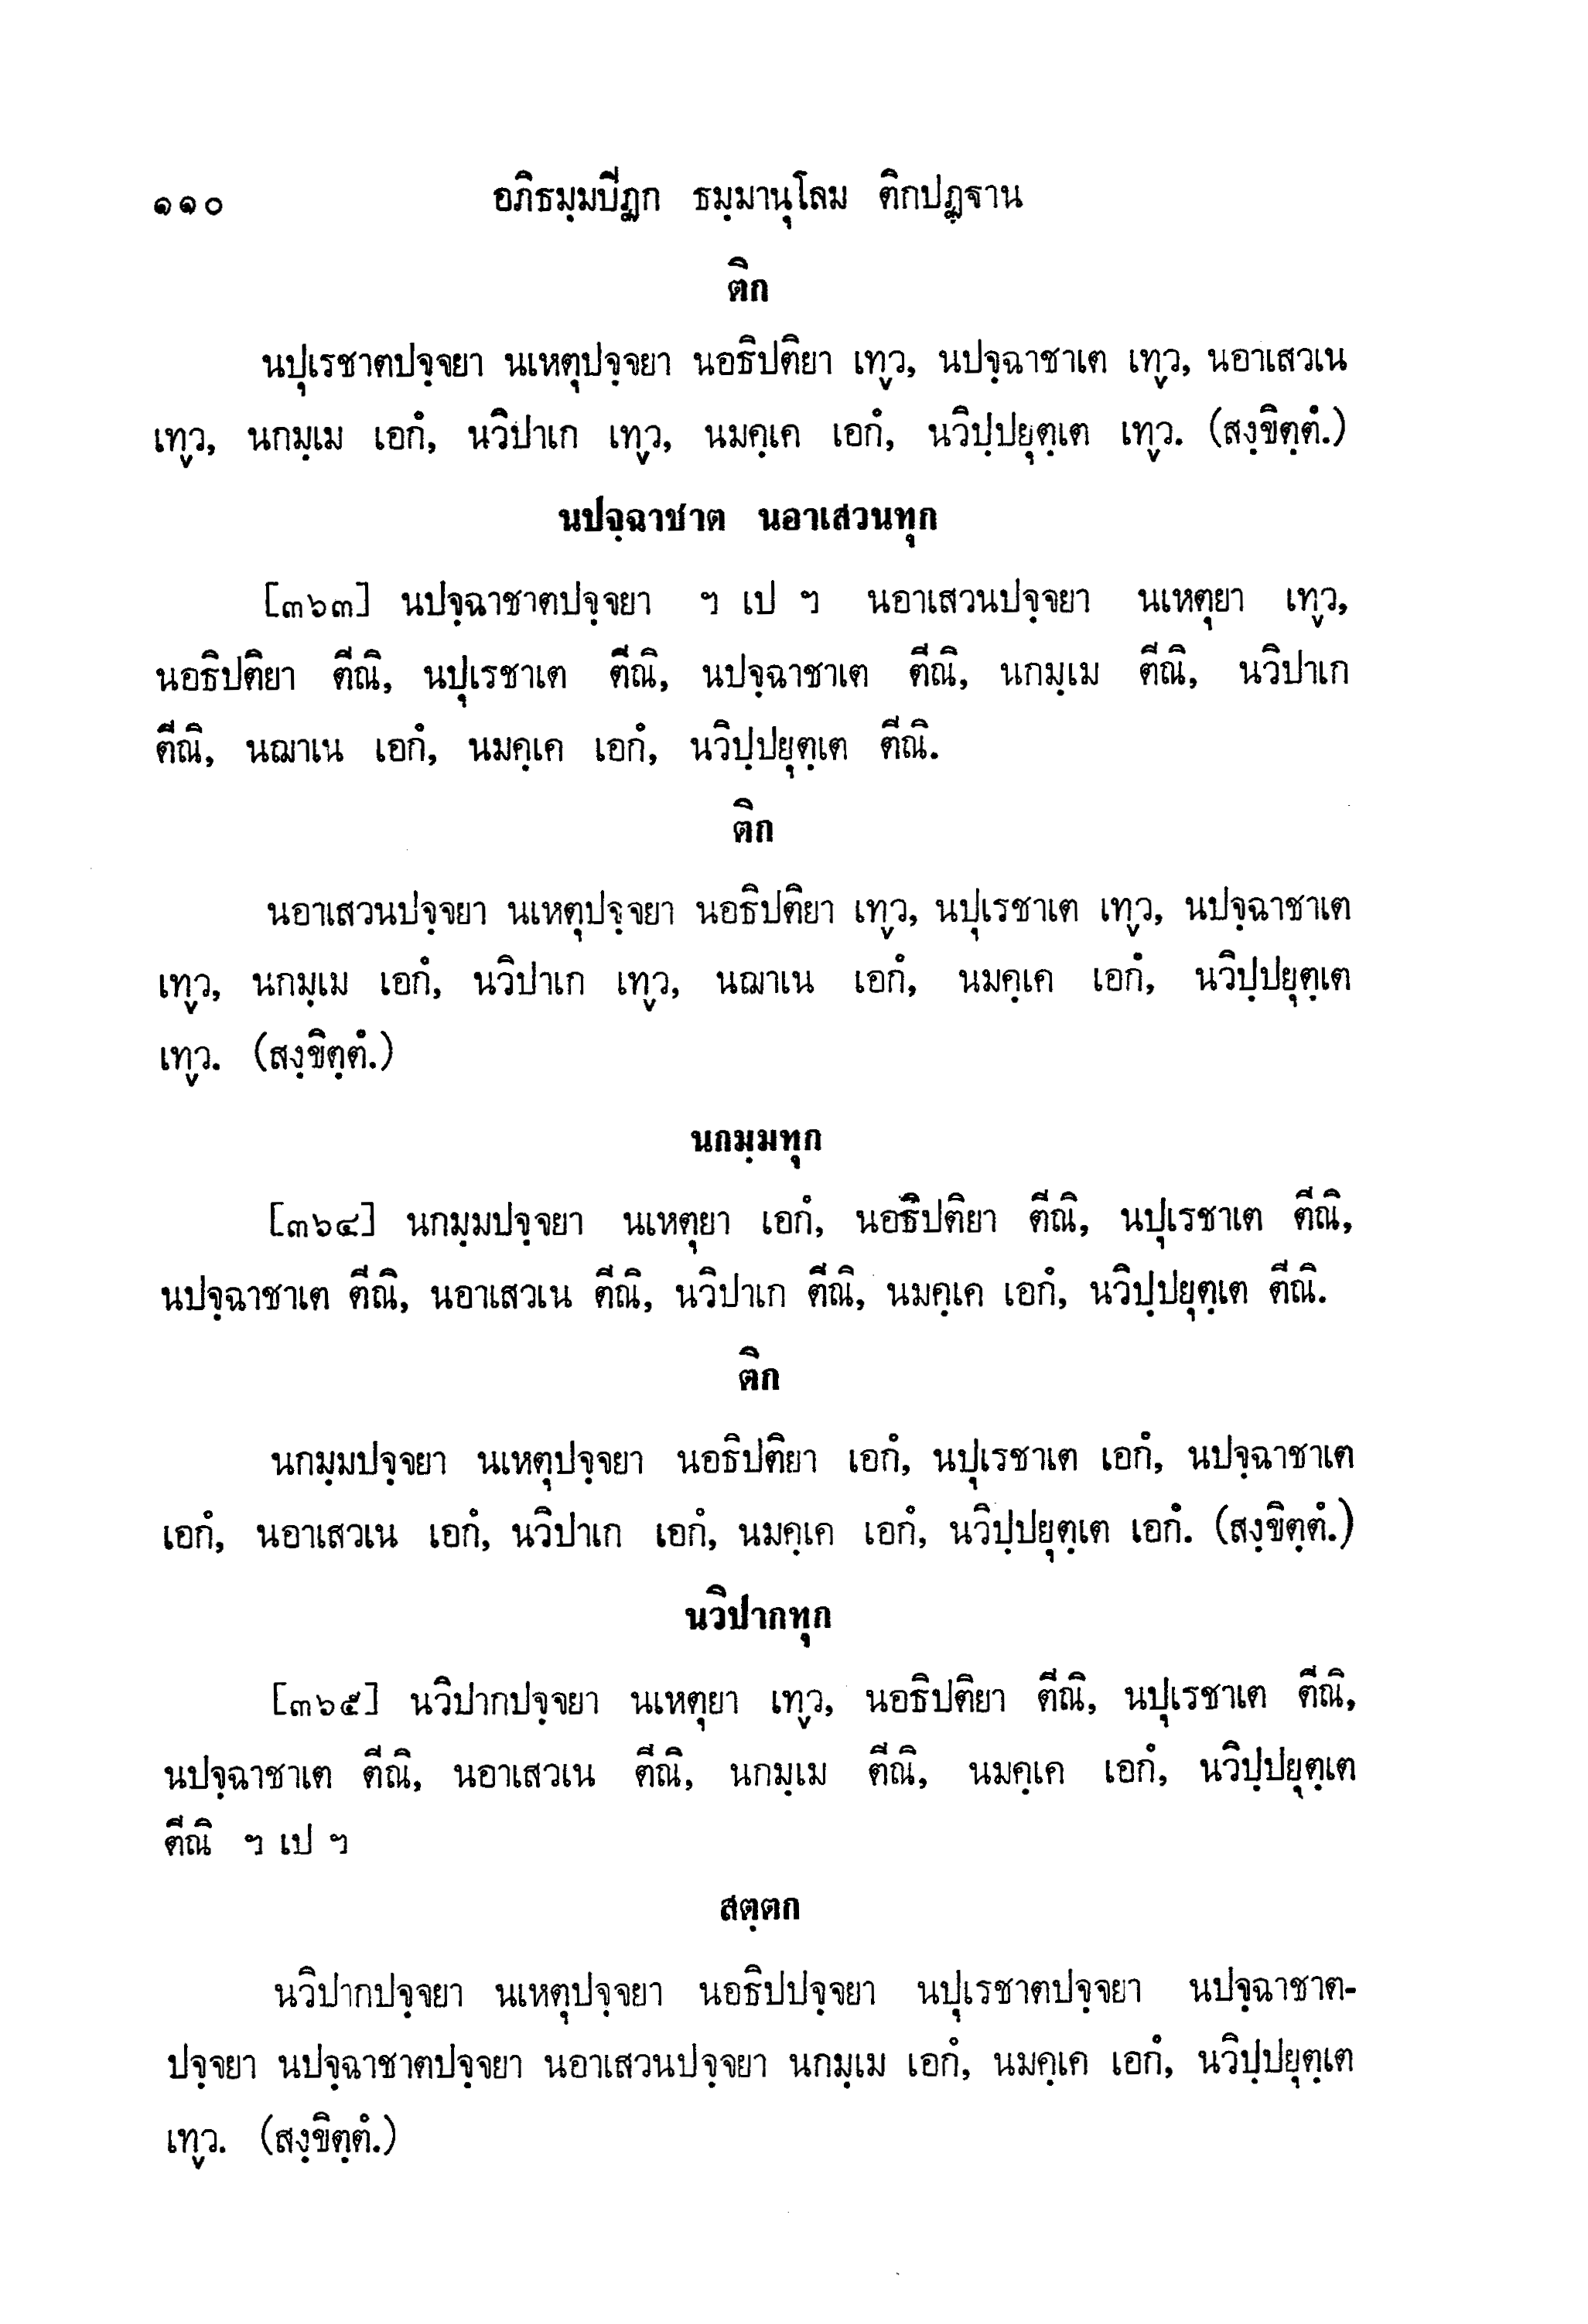 ๑๑๐ อภิธมฺมปิฏก ธมฺมานุโลม ติกปฏฺฐาน
ติก
นปุเรชาตปจฺจยา นเหตุปจฺจยา นอธิปติยา เทฺว, นปจฺฉาชาเต เทฺว, นอาเสวเน
เทฺว, นกมฺเม เอกํ, นวิปาเก เทฺว, นมคฺเค เอกํ, นวิปฺปยุตฺเต เทฺว. (สงฺขิตฺตํ.)
นปจฺฉาชาต นอาเสวนทุก
[๓๖๓] นปจฺฉาชาตปจฺจยา ฯ เป ฯ นอาเสวนปจฺจยา นเหตุยา เทฺว,
นอธิปติยา ตีณิ, นปุเรชาเต ตีณิ, นปจฺฉาชาเต ตีณิ, นกมฺเม ตีณิ, นวิปาเก
ตีณิ, นฌาเน เอกํ, นมคฺเค เอกํ, นวิปฺปยุตฺเต ตีณิ.
ติก
นอาเสวนปจฺจยา นเหตุปจฺจยา นอธิปติยา เทฺว, นปุเรชาเต เทฺว, นปจฺฉาชาเต
เทฺว, นกมฺเม เอกํ, นวิปาเก เทฺว, นฌาเน เอกํ, นมคฺเค เอกํ, นวิปฺปยุตฺเต
เทฺว. (สงฺขิตฺตํ.)
นกมฺมทุก
[๓๖๔] นกมฺมปจฺจยา นเหตุยา เอกํ, นอธิปติยา ตีณิ, นปุเรชาเต ตีณิ,
นปจฺฉาชาเต ตีณิ, นอาเสวเน ตีณิ, นวิปาเก ตีณิ, นมคฺเค เอกํ, นวิปฺปยุตฺเต ตีณิ.
ติก
นกมฺมปจฺจยา นเหตุปจฺจยา นอธิปติยา เอกํ, นปุเรชาเต เอกํ, นปจฺฉาชาเต
เอกํ, นอาเสวเน เอกํ, นวิปาเก เอกํ, นมคฺเค เอกํ, นวิปฺปยุตฺเต เอกํ. (สงฺขิตฺตํ.)
นวิปากทุก
[๓๖๕] นวิปากปจฺจยา นเหตุยา เทฺว, นอธิปติยา ตีณิ, นปุเรชาเต ตีณิ,
นปจฺฉาชาเต ตีณิ, นอาเสวเน ตีณิ, นกมฺเม ตีณิ, นมคฺเค เอกํ, นวิปฺปยุตฺเต
ตีณิ ฯ เป ฯ
สตฺตก
นวิปากปจฺจยา นเหตุปจฺจยา นอธิปปจฺจยา นปุเรชาตปจฺจยา นปจฺฉาชาต-
ปจฺจยา นปจฺฉาชาตปจฺจยา นอาเสวนปจฺจยา นกมฺเม เอกํ, นมคฺเค เอกํ, นวิปฺปยุตฺเต
เทฺว. (สงฺขิตฺตํ.)